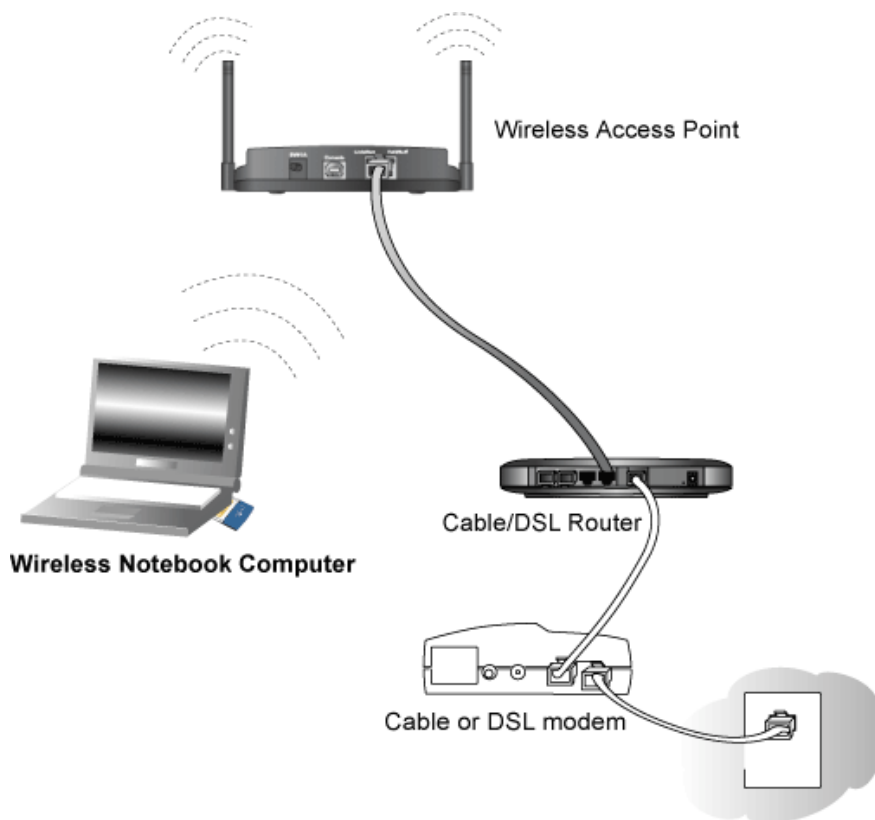 Wireless Access Point
Wireless Notebook Computer
Cable/DSL Router
Cable or DSL modem